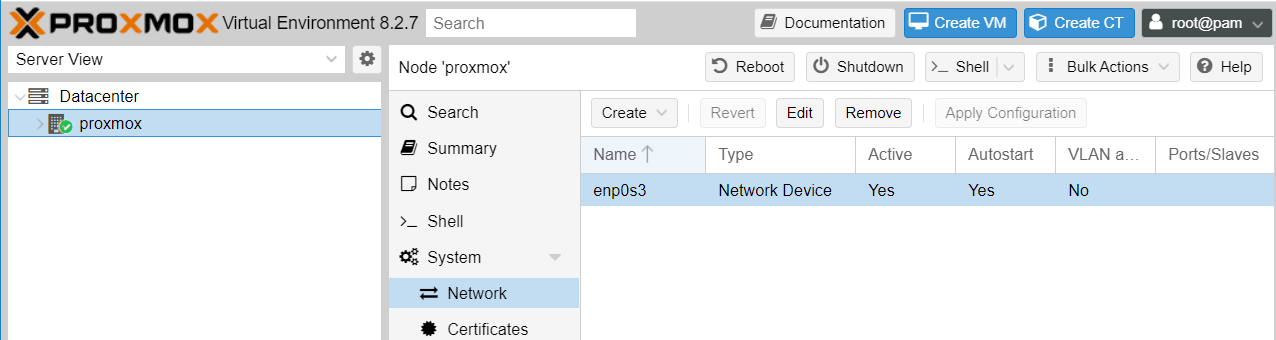 PROXMOX Virtual Environment 8.2.7 Search Documentation Create VM Create CT root@pam
Server View
Datacenter
proxmox
Node 'proxmox' Reboot Shutdown >_ Shell Bulk Actions Help
Search
Summary
Notes
>_ Shell
System
Network
Certificates
Create Revert Edit Remove Apply Configuration
Name Type Active Autostart VLAN a... Ports/Slaves
enp0s3 Network Device Yes Yes No